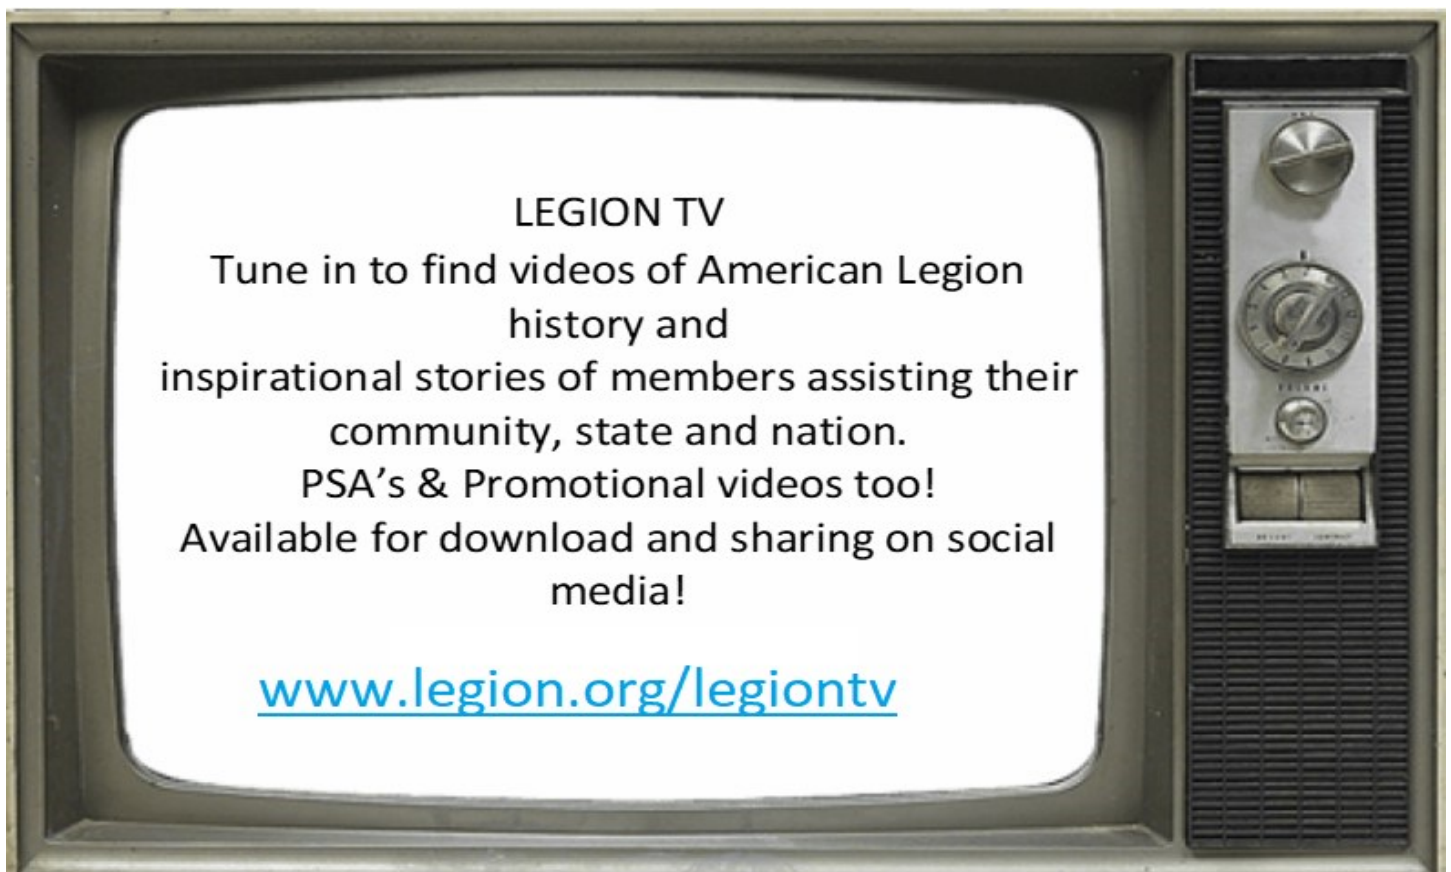 LEGION TV
Tune in to find videos of American Legion
history and
inspirational stories of members assisting their
community, state and nation.
PSA’s & Promotional videos too!
Available for download and sharing on social
media!
www.legion.org/legiontv